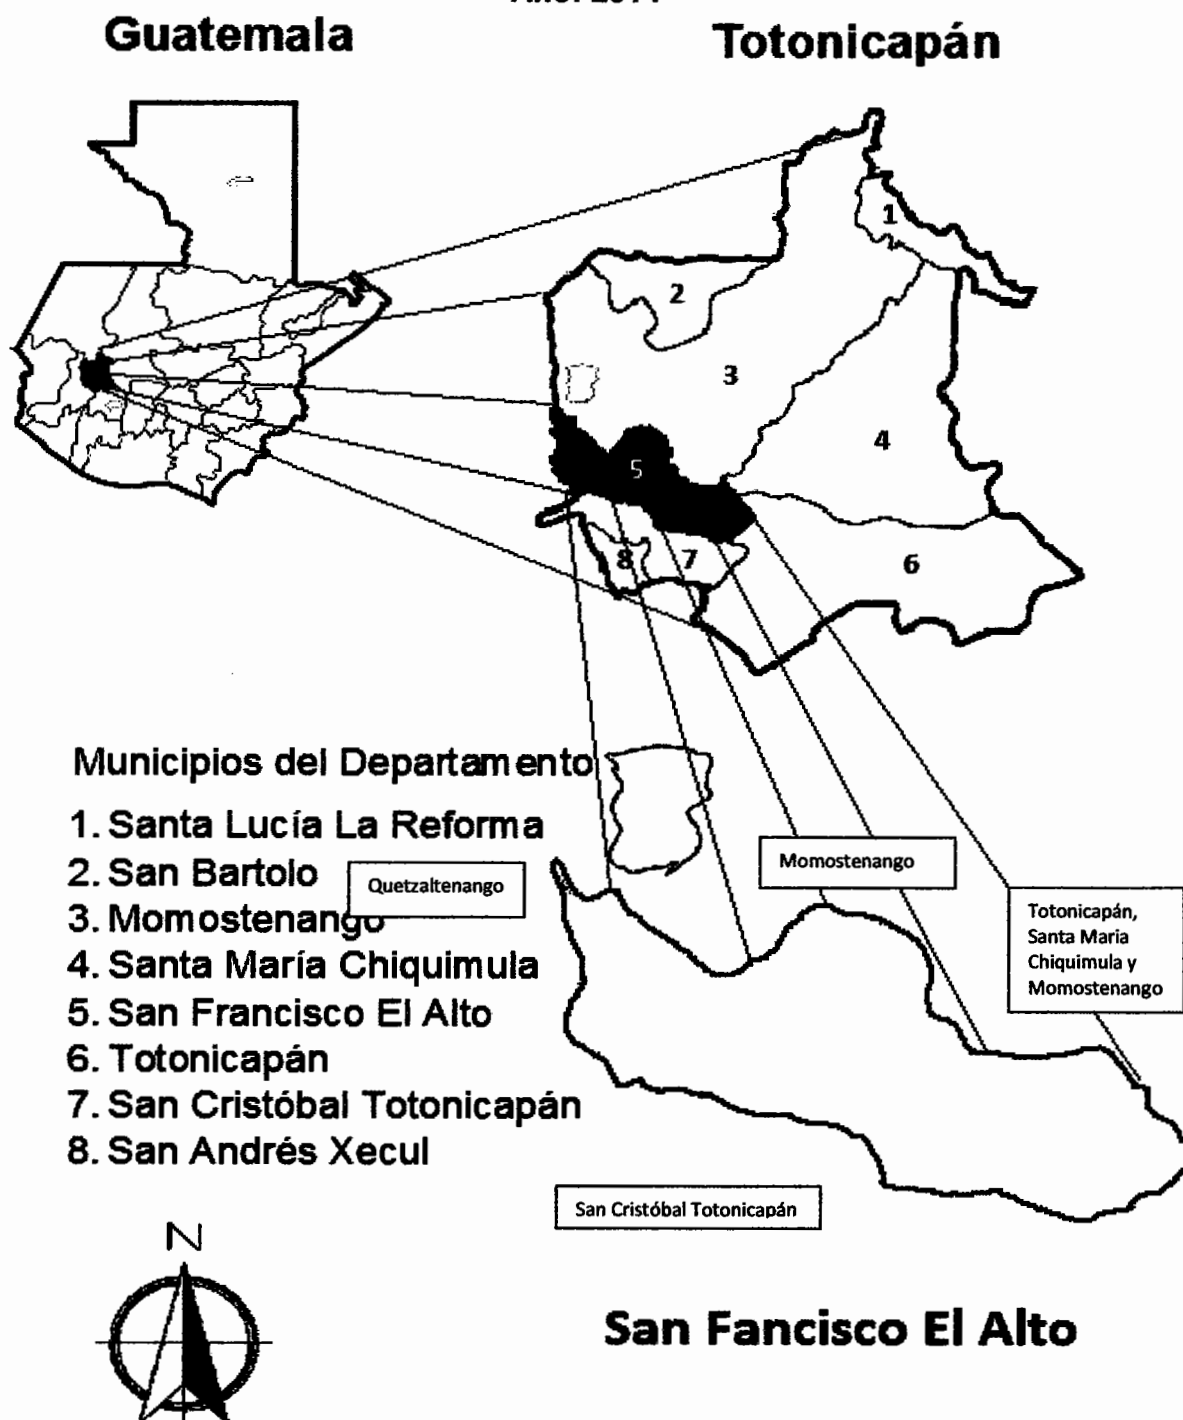 Guatemala
Totonicapán
1
2
3
4
5
6
7
8
Municipios del Departamento
1. Santa Lucía La Reforma
2. San Bartolo
3. Momostenango
4. Santa María Chiquimula
5. San Francisco El Alto
6. Totonicapán
7. San Cristóbal Totonicapán
8. San Andrés Xecul
Quetzaltenango
Momostenango
Totonicapán,
Santa Maria
Chiquimula y
Momostenango
San Cristóbal Totonicapán
N
San Fancisco El Alto